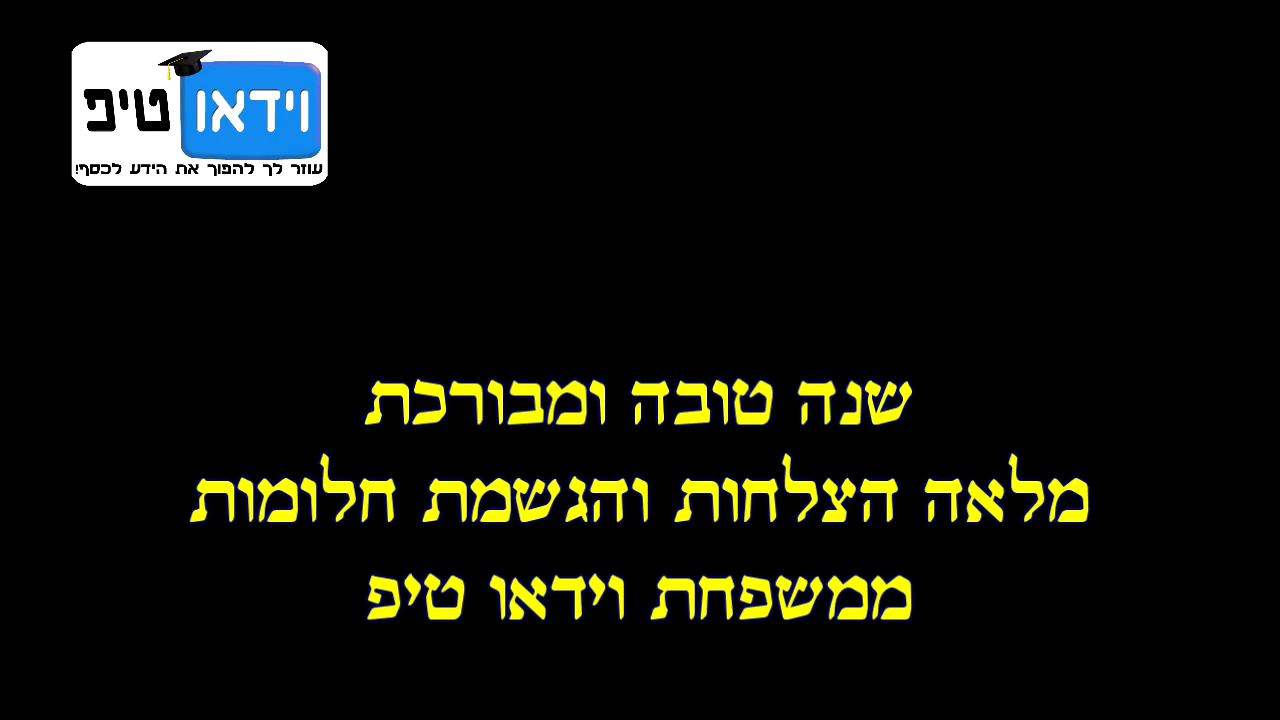 וידאו טיפ
עוזר לך להפוך את הידע לכסף!
שנה טובה ומבורכת
מלאה הצלחות והגשמת חלומות
ממשפחת וידאו טיפ